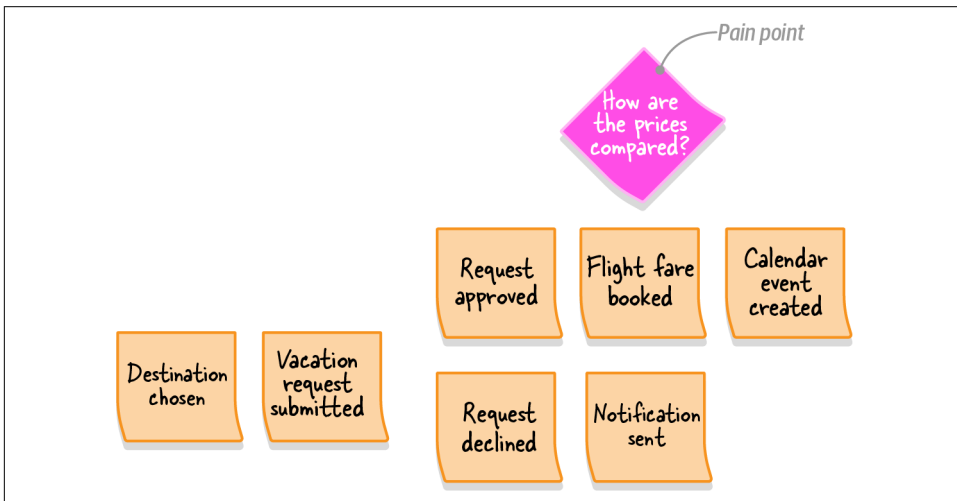 Pain point
How are
the prices
compared?
Request
approved
Flight fare
booked
Calendar
event
created
Destination
chosen
Vacation
request
submitted
Request
declined
Notification
sent